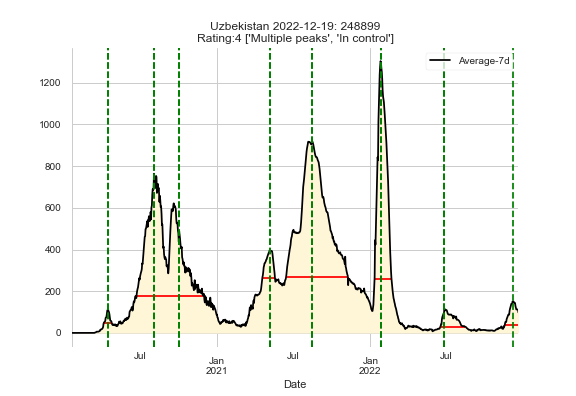 Uzbekistan 2022-12-19: 248899
Rating:4 ['Multiple peaks', 'In control']
Average-7d
1200
1000
800
600
400
200
0
Jul
Jan
2021
Jul
Jan
2022
Jul
Date